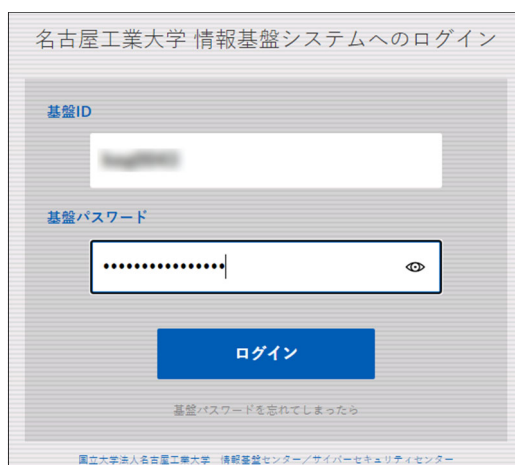 名古屋工業大学 情報基盤システムへのログイン
基盤ID
基盤パスワード
••••••••••••••••
ログイン
基盤パスワードを忘れてしまったら
国立大学法人名古屋工業大学 情報基盤センター／サイバーセキュリティセンター